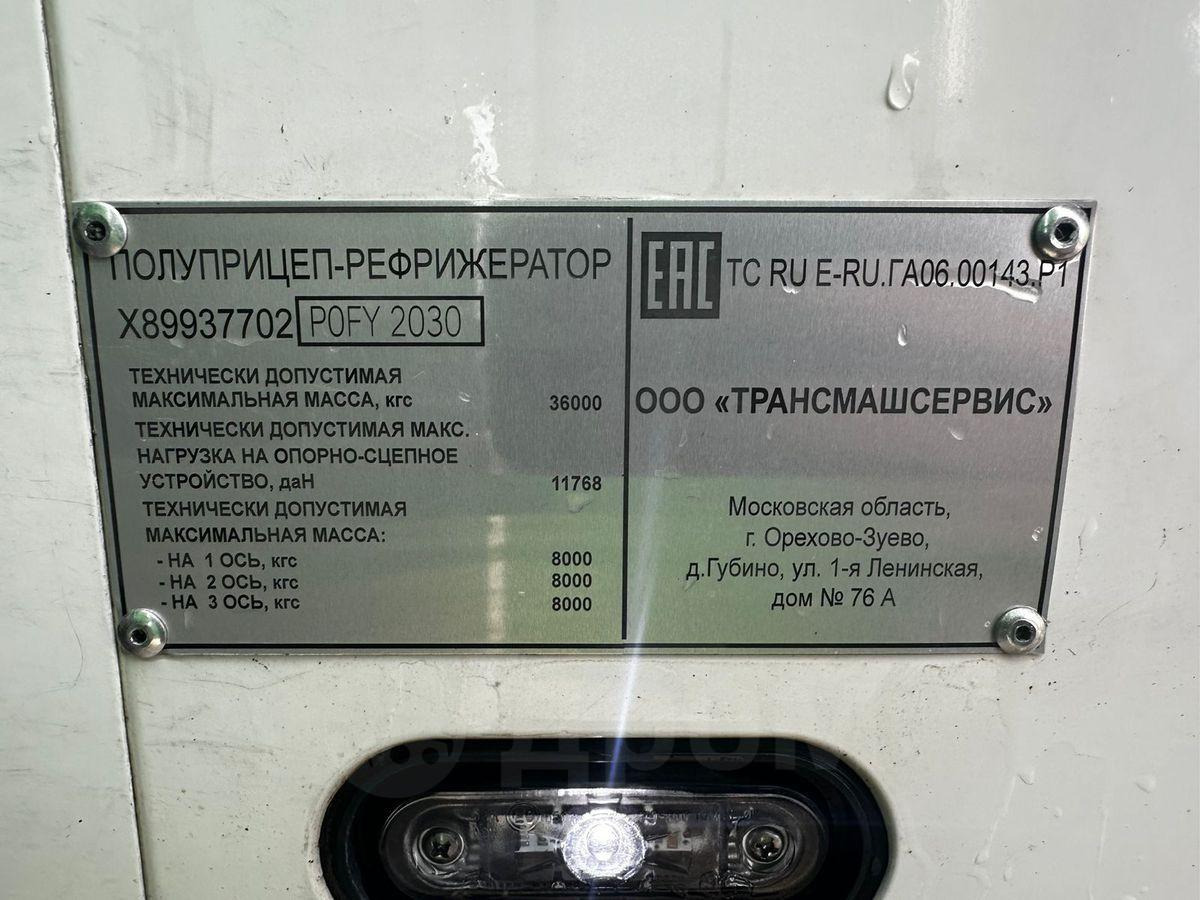 ПОЛУПРИЦЕП-РЕФРИЖЕРАТОР
X89937702 P0FY 2030
ТЕХНИЧЕСКИ ДОПУСТИМАЯ
МАКСИМАЛЬНАЯ МАССА, кгс 36000
ТЕХНИЧЕСКИ ДОПУСТИМАЯ МАКС.
НАГРУЗКА НА ОПОРНО-СЦЕПНОЕ
УСТРОЙСТВО, даН 11768
ТЕХНИЧЕСКИ ДОПУСТИМАЯ
МАКСИМАЛЬНАЯ МАССА:
- НА 1 ОСЬ, кгс 8000
- НА 2 ОСЬ, кгс 8000
- НА 3 ОСЬ, кгс 8000
ЕАС ТС RU E-RU.ГА06.00143.Р1
ООО «ТРАНСМАШСЕРВИС»
Московская область,
г. Орехово-Зуево,
д.Губино, ул. 1-я Ленинская,
дом № 76 А
дром